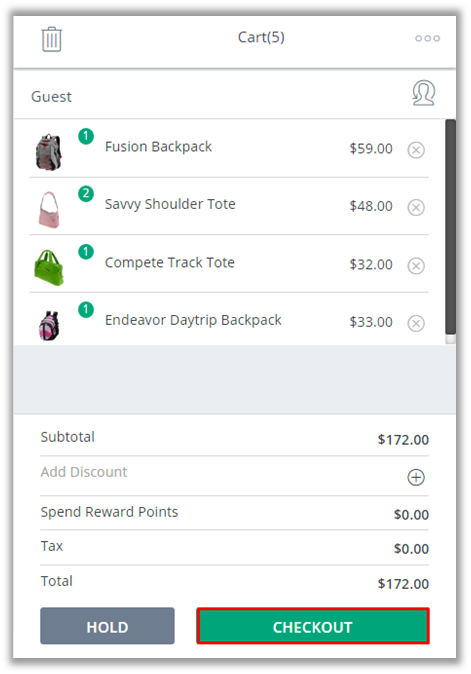 Cart(5)
Guest
1 Fusion Backpack $59.00
2 Savvy Shoulder Tote $48.00
1 Compete Track Tote $32.00
1 Endeavor Daytrip Backpack $33.00
Subtotal $172.00
Add Discount
Spend Reward Points $0.00
Tax $0.00
Total $172.00
HOLD CHECKOUT